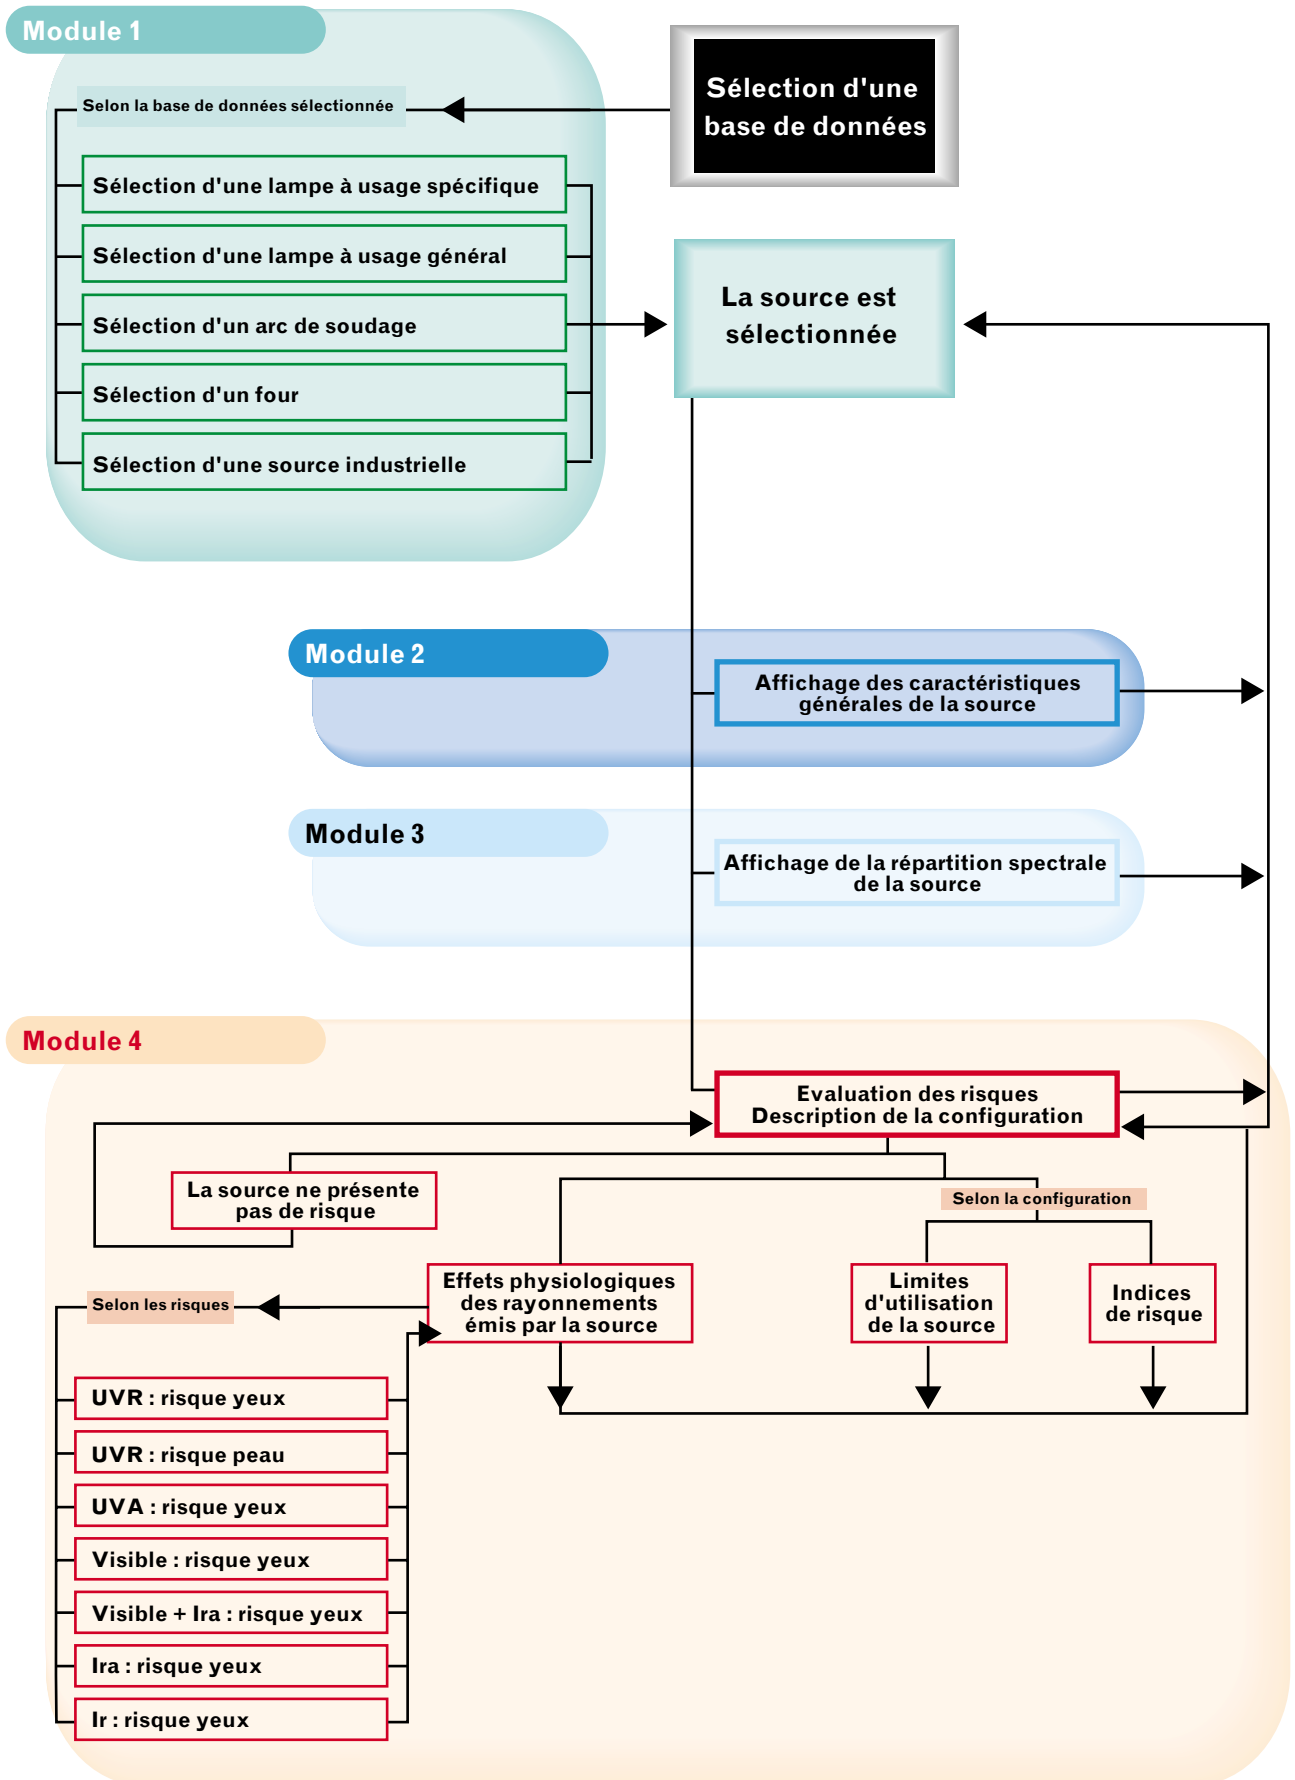 Module 1
Sélection d'une
base de données
Selon la base de données sélectionnée
Sélection d'une lampe à usage spécifique
Sélection d'une lampe à usage général
Sélection d'un arc de soudage
Sélection d'un four
Sélection d'une source industrielle
La source est
sélectionnée
Module 2
Affichage des caractéristiques
générales de la source
Module 3
Affichage de la répartition spectrale
de la source
Module 4
Evaluation des risques
Description de la configuration
La source ne présente
pas de risque
Selon la configuration
Effets physiologiques
des rayonnements
émis par la source
Limites
d'utilisation
de la source
Indices
de risque
Selon les risques
UVR : risque yeux
UVR : risque peau
UVA : risque yeux
Visible : risque yeux
Visible + Ira : risque yeux
Ira : risque yeux
Ir : risque yeux